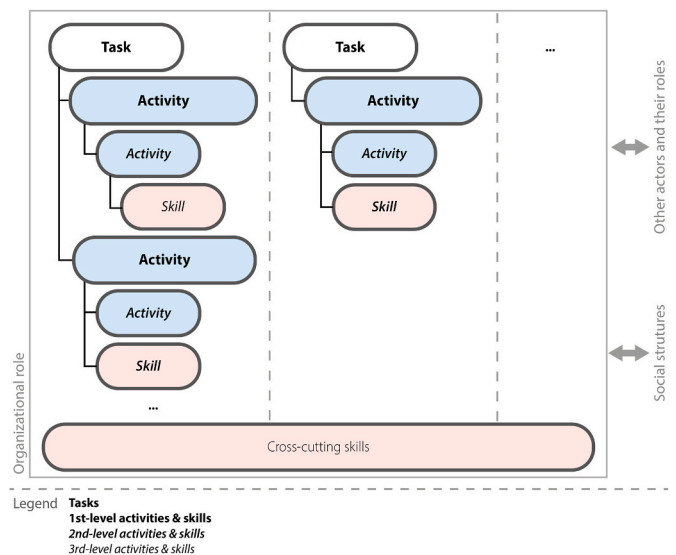 Task
Activity
Activity
Skill
Activity
Activity
Skill
...
Task
Activity
Activity
Skill
...
Cross-cutting skills
Organizational role
Other actors and their roles
Social strutures
Legend
Tasks
1st-level activities & skills
2nd-level activities & skills
3rd-level activities & skills